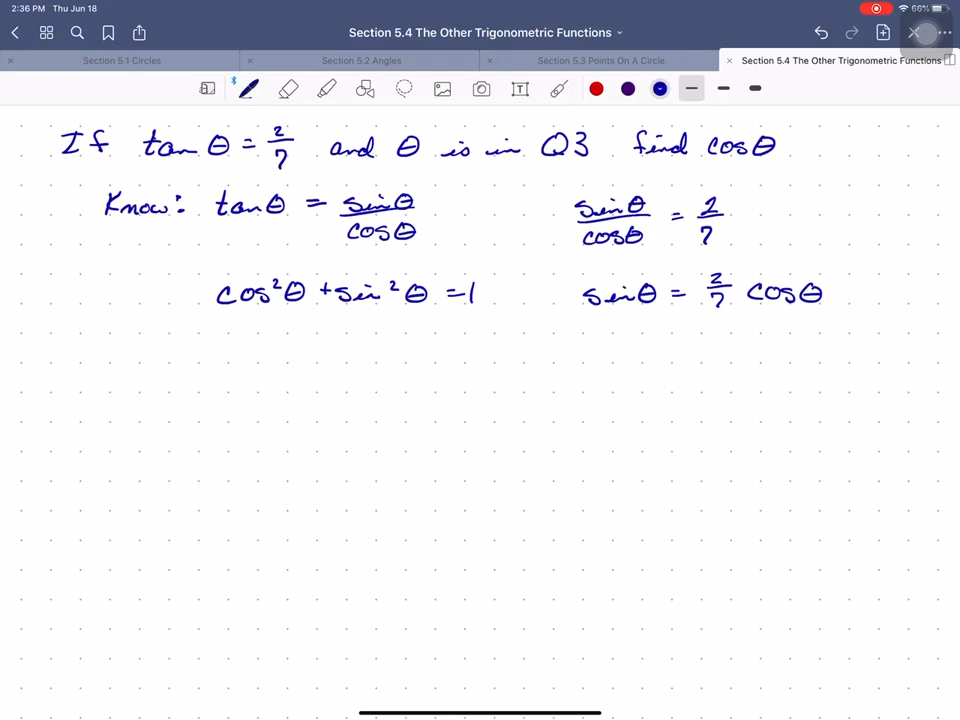 2:36 PM Thu Jun 18 66%
Section 5.4 The Other Trigonometric Functions
Section 5.1 Circles Section 5.2 Angles Section 5.3 Points On A Circle Section 5.4 The Other Trigonometric Functions
If tan θ = 2/7 and θ is in Q3 find cos θ
Know: tan θ = sin θ / cos θ sin θ / cos θ = 2/7
cos²θ + sin²θ = 1 sin θ = 2/7 cos θ